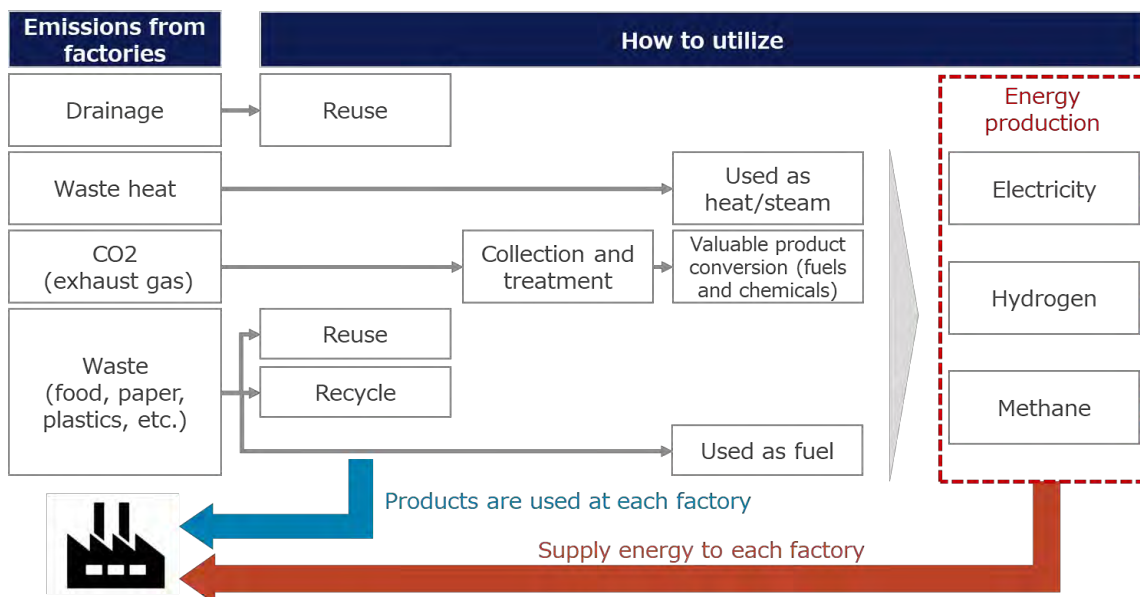 Emissions from
factories
How to utilize
Drainage
Reuse
Energy
production
Waste heat
Used as
heat/steam
Electricity
CO2
(exhaust gas)
Collection and
treatment
Valuable product
conversion (fuels
and chemicals)
Hydrogen
Waste
(food, paper,
plastics, etc.)
Reuse
Recycle
Used as fuel
Methane
Products are used at each factory
Supply energy to each factory